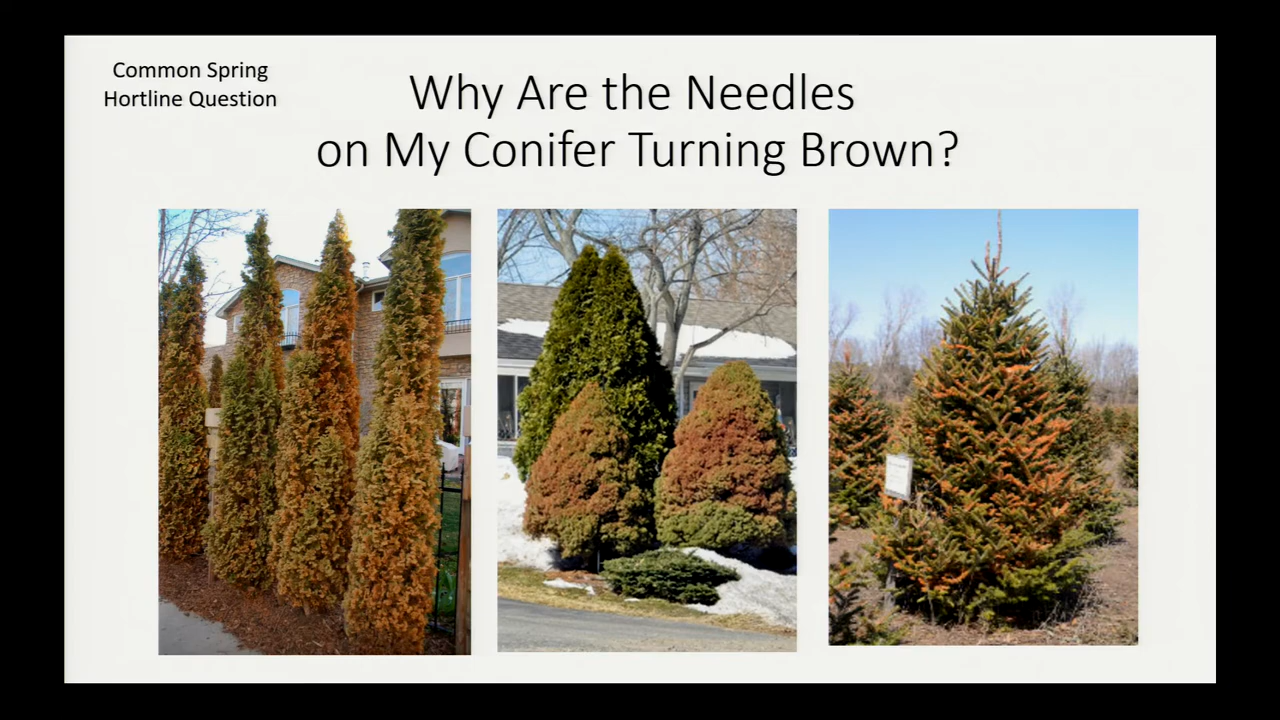 Common Spring
Hortline Question
Why Are the Needles
on My Conifer Turning Brown?